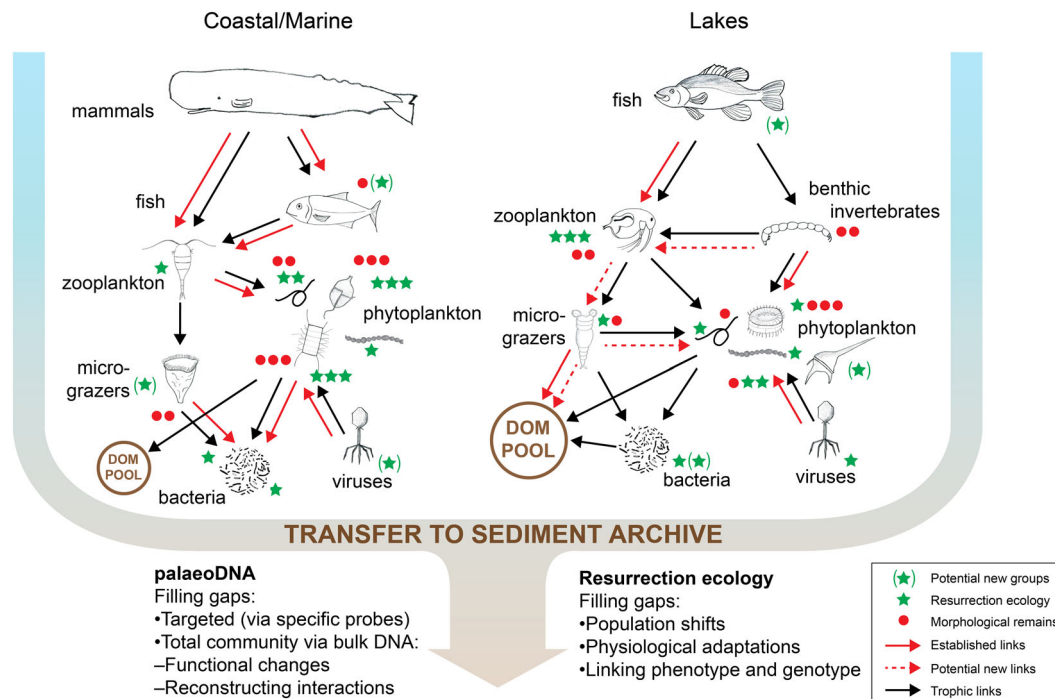 Coastal/Marine
Lakes
mammals
fish
zooplankton
phytoplankton
micro-
grazers
DOM
POOL
bacteria
viruses
fish
benthic
invertebrates
zooplankton
micro-
grazers
phytoplankton
DOM
POOL
bacteria
viruses
TRANSFER TO SEDIMENT ARCHIVE
palaeoDNA
Filling gaps:
•Targeted (via specific probes)
•Total community via bulk DNA:
–Functional changes
–Reconstructing interactions
Resurrection ecology
Filling gaps:
•Population shifts
•Physiological adaptations
•Linking phenotype and genotype
Potential new groups
Resurrection ecology
Morphological remains
Established links
Potential new links
Trophic links